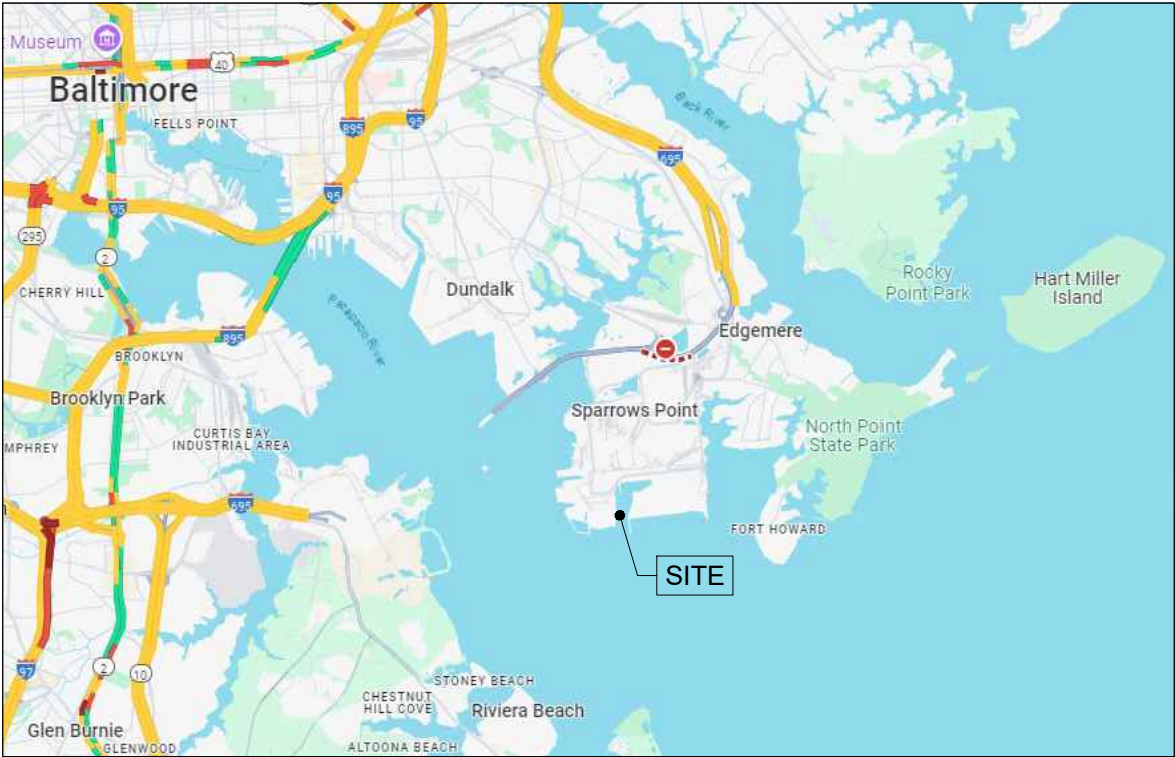 t Museum
40
Baltimore
FELLS POINT
895
95
Back River
695
95
95
295
2
CHERRY HILL
Dundalk
Rocky
Point Park
Hart Miller
Island
Patapsco River
Edgemere
895
BROOKLYN
Brooklyn Park
Sparrows Point
North Point
State Park
CURTIS BAY
INDUSTRIAL AREA
MPHREY
695
n
FORT HOWARD
SITE
97
2
10
STONEY BEACH
CHESTNUT
HILL COVE
Riviera Beach
Glen Burnie
GLENWOOD
ALTOONA BEACH